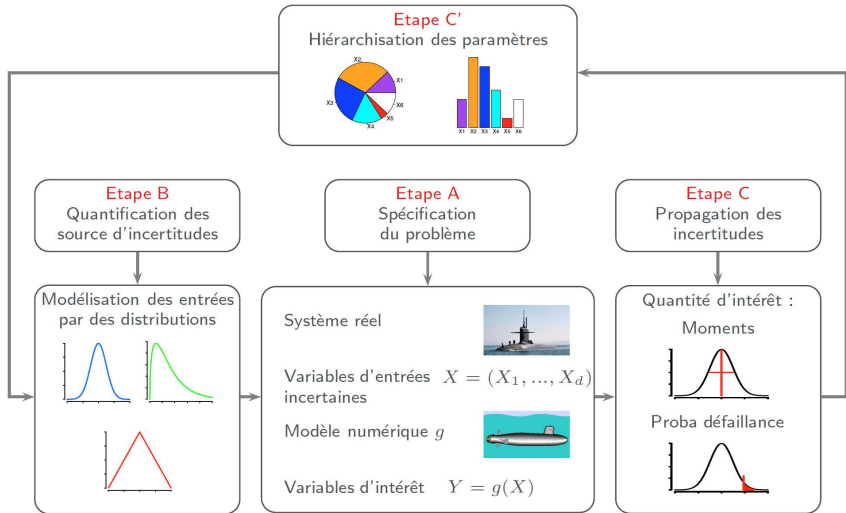 Etape C'
Hiérarchisation des paramètres
X2
X1
X3
X6
X5
X4
X1 X2 X3 X4 X5 X6
Etape B
Quantification des
source d'incertitudes
Etape A
Spécification
du problème
Etape C
Propagation des
incertitudes
Modélisation des entrées
par des distributions
Système réel
Variables d'entrées X = (X₁, ..., X_d)
incertaines
Modèle numérique g
Variables d'intérêt Y = g(X)
Quantité d'intérêt :
Moments
Proba défaillance